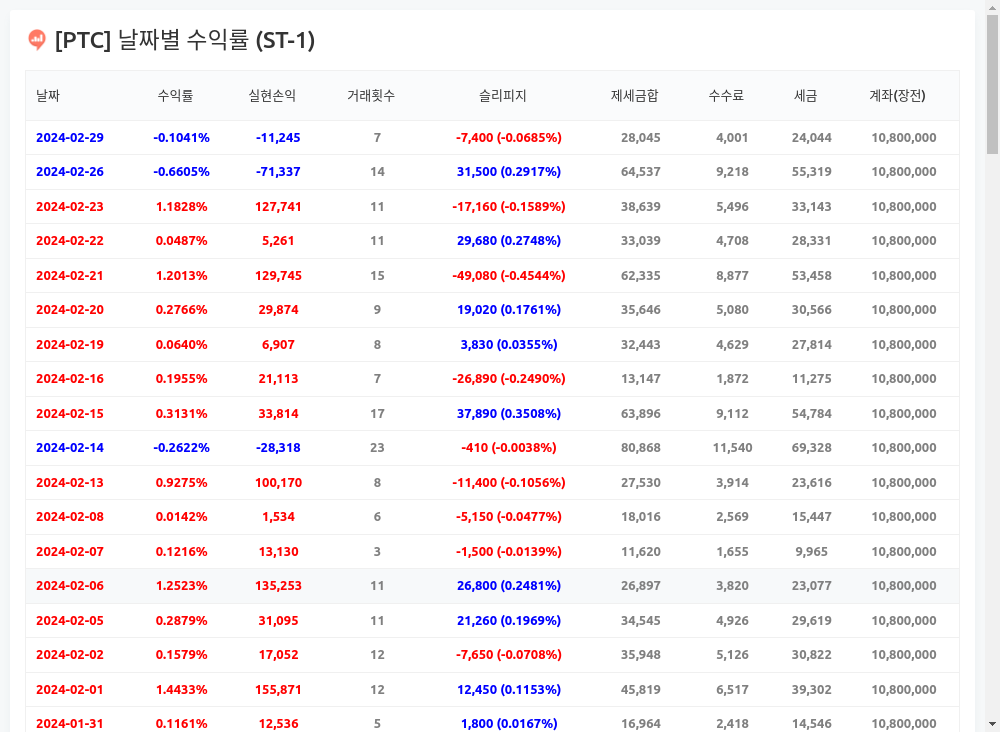 [PTC] 날짜별 수익률 (ST-1)
날짜 수익률 실현손익 거래횟수 슬리피지 제세금합 수수료 세금 계좌(장전)
2024-02-29 -0.1041% -11,245 7 -7,400 (-0.0685%) 28,045 4,001 24,044 10,800,000
2024-02-26 -0.6605% -71,337 14 31,500 (0.2917%) 64,537 9,218 55,319 10,800,000
2024-02-23 1.1828% 127,741 11 -17,160 (-0.1589%) 38,639 5,496 33,143 10,800,000
2024-02-22 0.0487% 5,261 11 29,680 (0.2748%) 33,039 4,708 28,331 10,800,000
2024-02-21 1.2013% 129,745 15 -49,080 (-0.4544%) 62,335 8,877 53,458 10,800,000
2024-02-20 0.2766% 29,874 9 19,020 (0.1761%) 35,646 5,080 30,566 10,800,000
2024-02-19 0.0640% 6,907 8 3,830 (0.0355%) 32,443 4,629 27,814 10,800,000
2024-02-16 0.1955% 21,113 7 -26,890 (-0.2490%) 13,147 1,872 11,275 10,800,000
2024-02-15 0.3131% 33,814 17 37,890 (0.3508%) 63,896 9,112 54,784 10,800,000
2024-02-14 -0.2622% -28,318 23 -410 (-0.0038%) 80,868 11,540 69,328 10,800,000
2024-02-13 0.9275% 100,170 8 -11,400 (-0.1056%) 27,530 3,914 23,616 10,800,000
2024-02-08 0.0142% 1,534 6 -5,150 (-0.0477%) 18,016 2,569 15,447 10,800,000
2024-02-07 0.1216% 13,130 3 -1,500 (-0.0139%) 11,620 1,655 9,965 10,800,000
2024-02-06 1.2523% 135,253 11 26,800 (0.2481%) 26,897 3,820 23,077 10,800,000
2024-02-05 0.2879% 31,095 11 21,260 (0.1969%) 34,545 4,926 29,619 10,800,000
2024-02-02 0.1579% 17,052 12 -7,650 (-0.0708%) 35,948 5,126 30,822 10,800,000
2024-02-01 1.4433% 155,871 12 12,450 (0.1153%) 45,819 6,517 39,302 10,800,000
2024-01-31 0.1161% 12,536 5 1,800 (0.0167%) 16,964 2,418 14,546 10,800,000